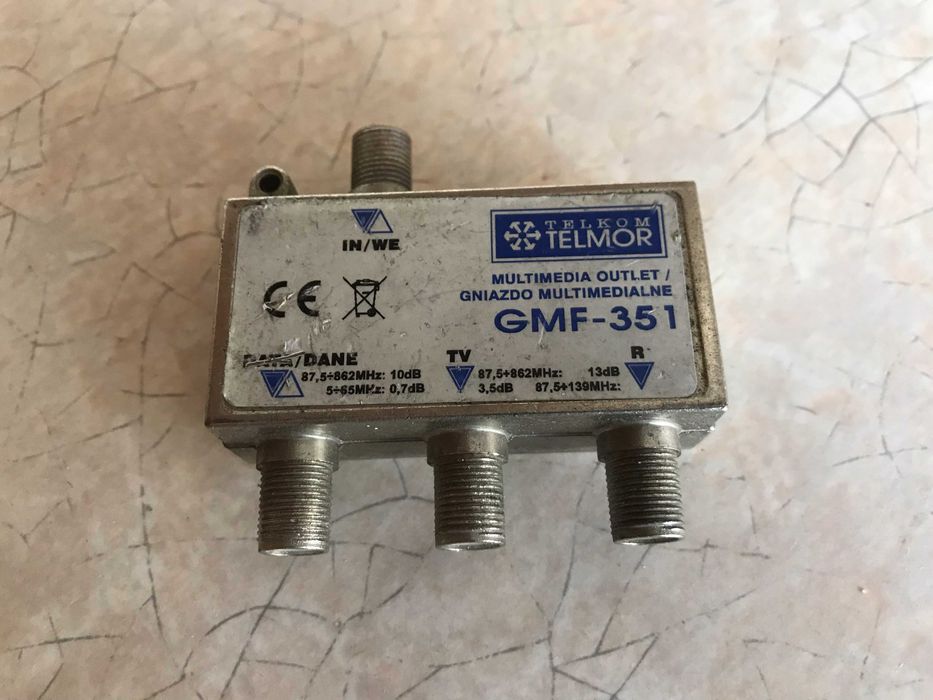 IN/WE
TELKOM
TELMOR
MULTIMEDIA OUTLET /
GNIAZDO MULTIMEDIALNE
GMF-351
CE
DATA/DANE
87,5÷862MHz: 10dB
5÷65MHz: 0,7dB
TV
87,5÷862MHz:
3,5dB
R
13dB
87,5÷139MHz: